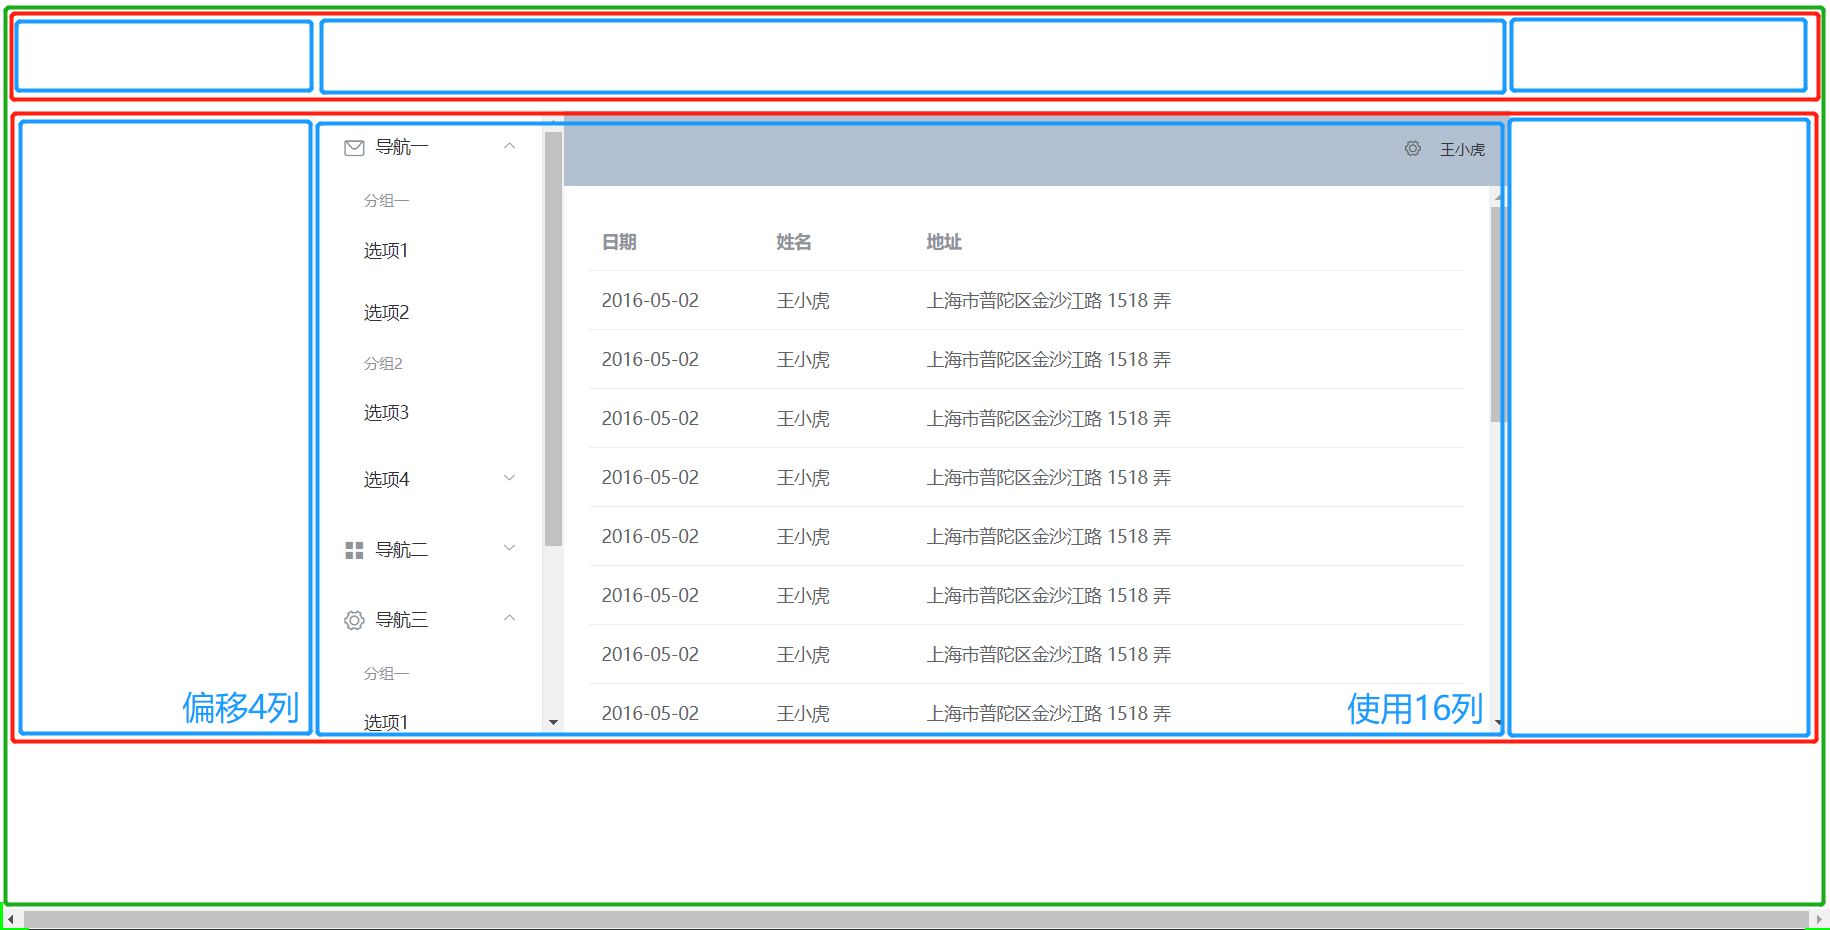 导航一
分组一
选项1
选项2
分组2
选项3
选项4
导航二
导航三
分组一
选项1
王小虎
日期 姓名 地址
2016-05-02 王小虎 上海市普陀区金沙江路 1518 弄
2016-05-02 王小虎 上海市普陀区金沙江路 1518 弄
2016-05-02 王小虎 上海市普陀区金沙江路 1518 弄
2016-05-02 王小虎 上海市普陀区金沙江路 1518 弄
2016-05-02 王小虎 上海市普陀区金沙江路 1518 弄
2016-05-02 王小虎 上海市普陀区金沙江路 1518 弄
2016-05-02 王小虎 上海市普陀区金沙江路 1518 弄
2016-05-02 王小虎 上海市普陀区金沙江路 1518 弄
偏移4列
使用16列